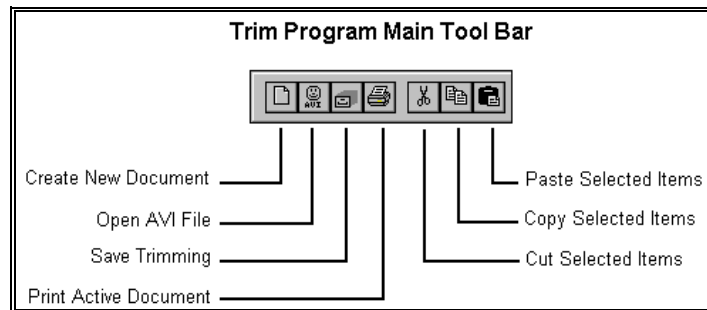 Trim Program Main Tool Bar
AVI
Create New Document
Open AVI File
Save Trimming
Print Active Document
Paste Selected Items
Copy Selected Items
Cut Selected Items